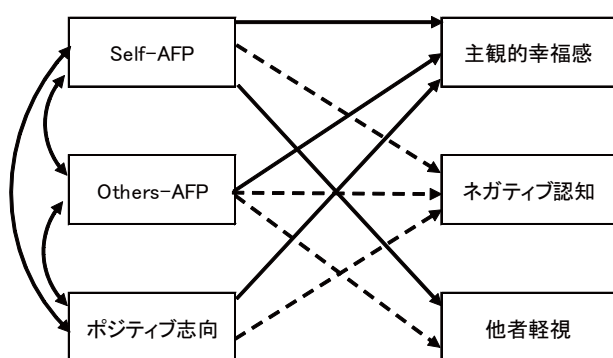 Self-AFP
主観的幸福感
Others-AFP
ネガティブ認知
ポジティブ志向
他者軽視